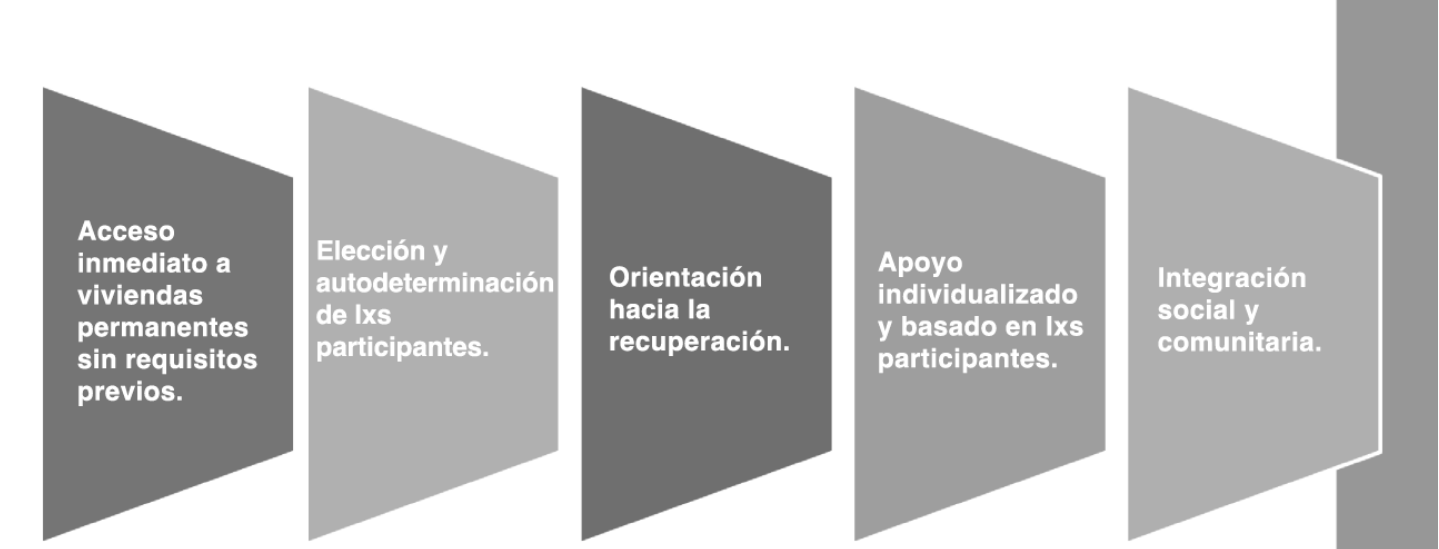 Acceso
inmediato a
viviendas
permanentes
sin requisitos
previos.
Elección y
autodeterminación
de lxs
participantes.
Orientación
hacia la
recuperación.
Apoyo
individualizado
y basado en lxs
participantes.
Integración
social y
comunitaria.